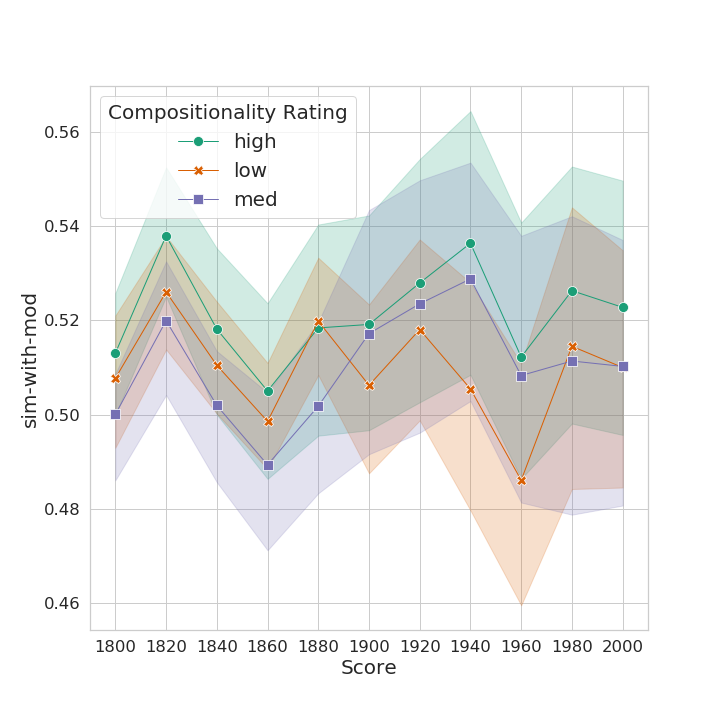 Compositionality Rating
high
low
med
0.56
0.54
0.52
0.50
0.48
0.46
sim-with-mod
1800 1820 1840 1860 1880 1900 1920 1940 1960 1980 2000
Score